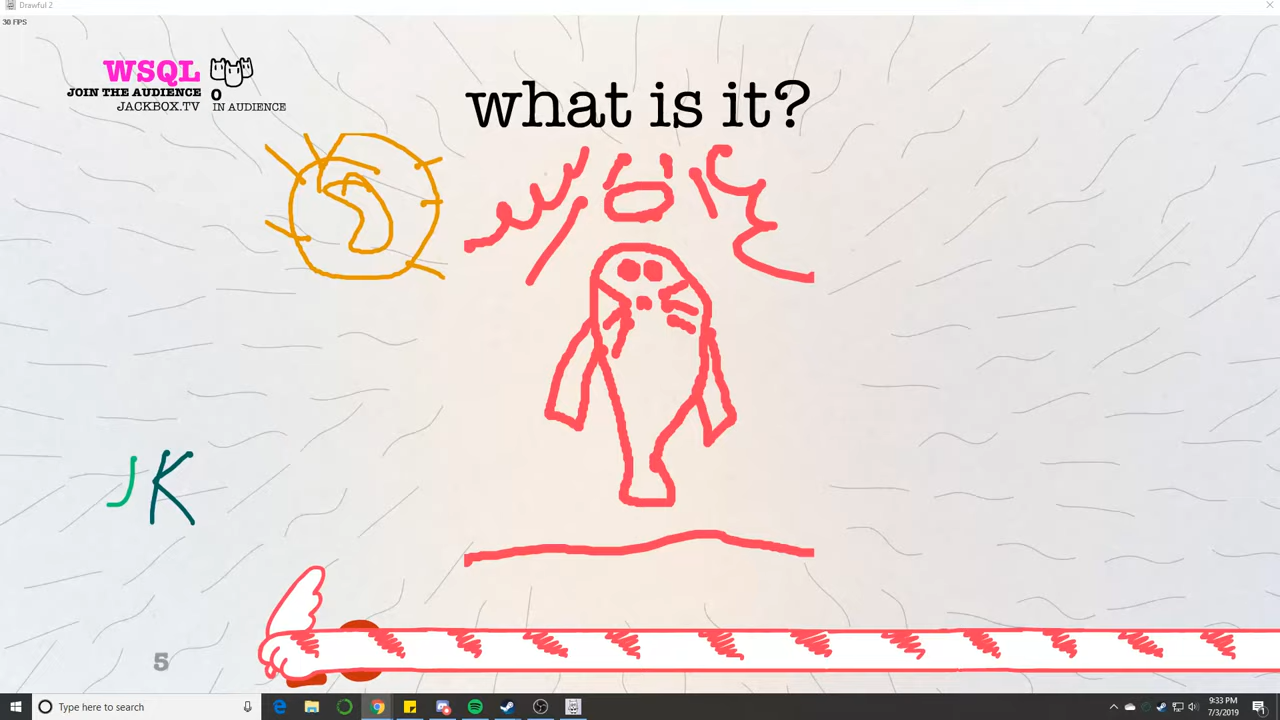 Drawful 2
30 FPS
WSQL
JOIN THE AUDIENCE
JACKBOX.TV
0
IN AUDIENCE
what is it?
JK
5
Type here to search
9:33 PM
7/3/2019